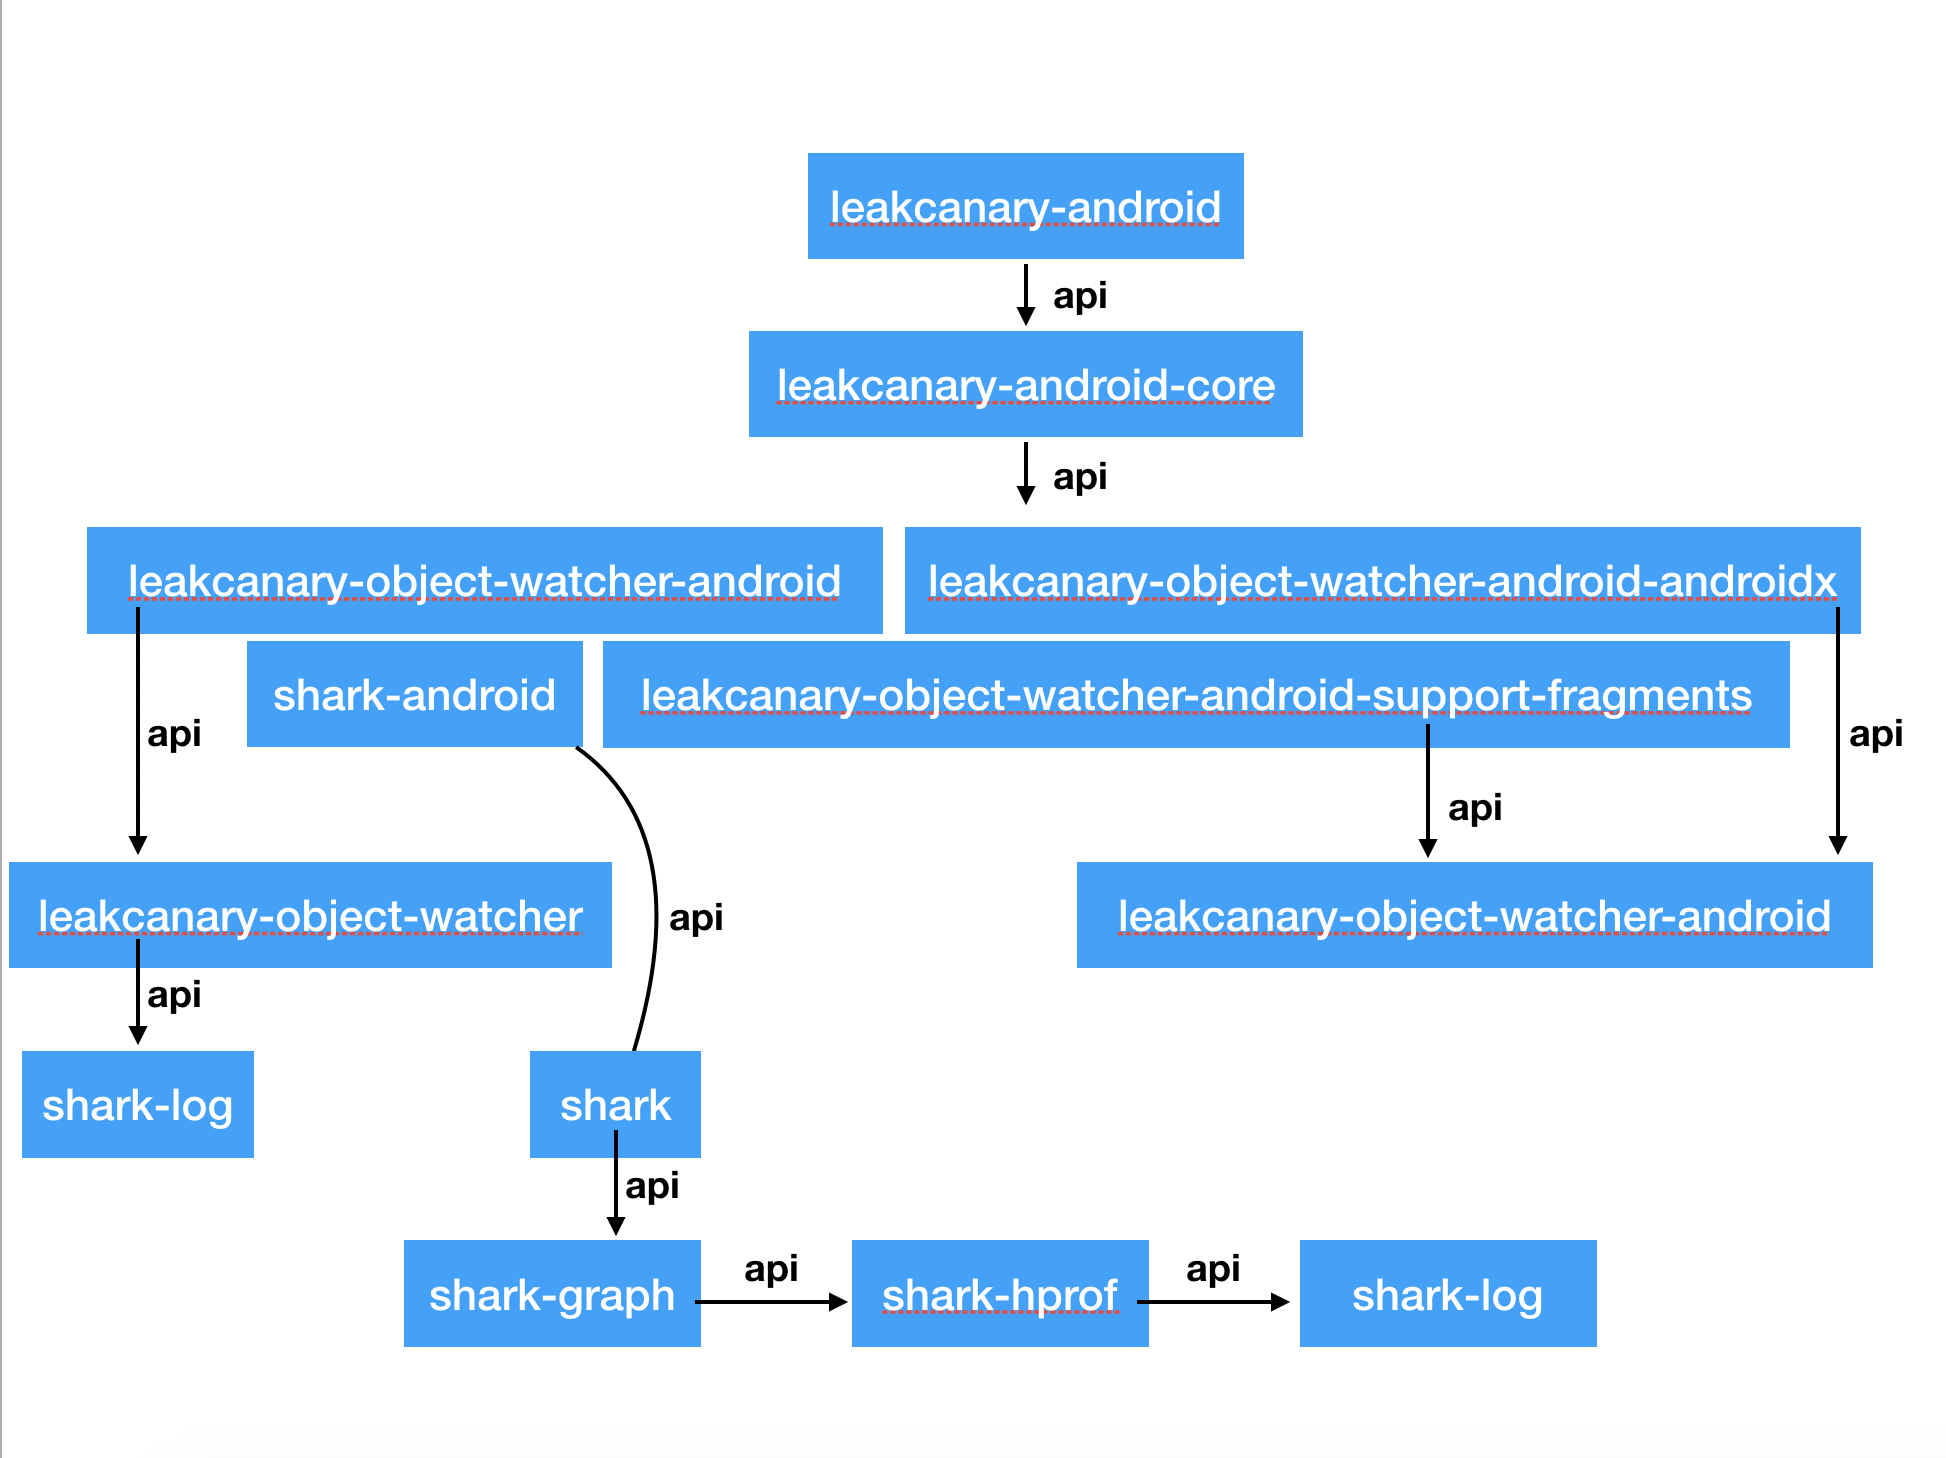 leakcanary-android
api
leakcanary-android-core
api
leakcanary-object-watcher-android
leakcanary-object-watcher-android-androidx
shark-android
leakcanary-object-watcher-android-support-fragments
api
api
api
leakcanary-object-watcher
api
leakcanary-object-watcher-android
api
shark-log
shark
api
shark-graph
api
shark-hprof
api
shark-log